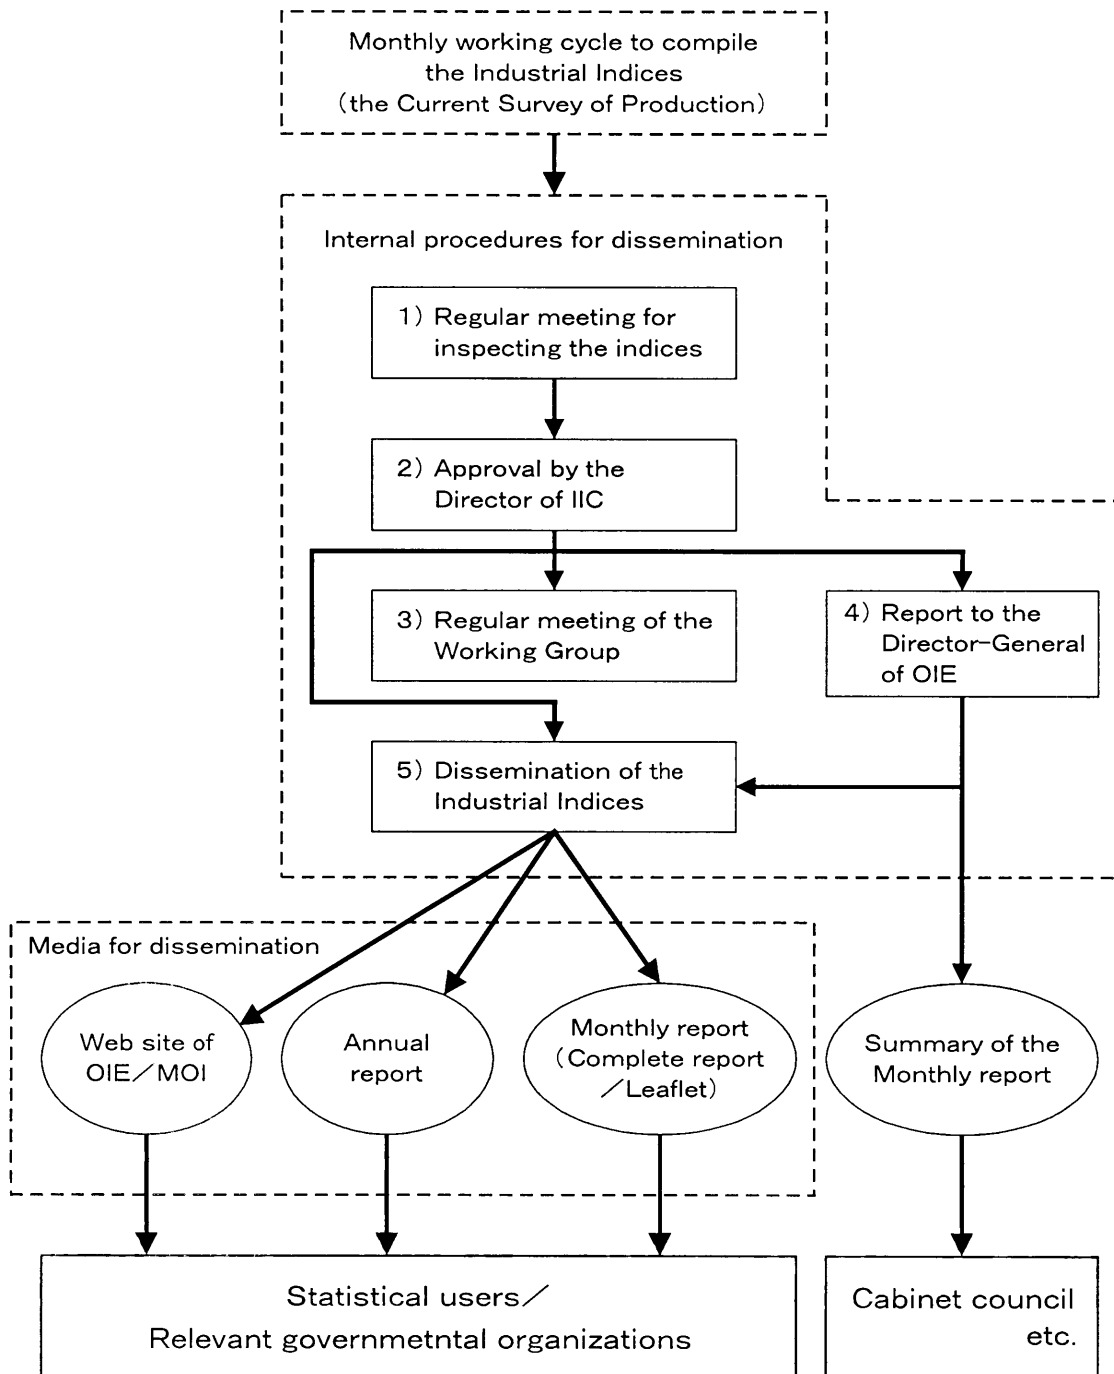 Monthly working cycle to compile
the Industrial Indices
(the Current Survey of Production)
Internal procedures for dissemination
1) Regular meeting for
inspecting the indices
2) Approval by the
Director of IIC
3) Regular meeting of the
Working Group
4) Report to the
Director-General
of OIE
5) Dissemination of the
Industrial Indices
Media for dissemination
Web site of
OIE/MOI
Annual
report
Monthly report
(Complete report
/Leaflet)
Summary of the
Monthly report
Statistical users/
Relevant governmetntal organizations
Cabinet council
etc.